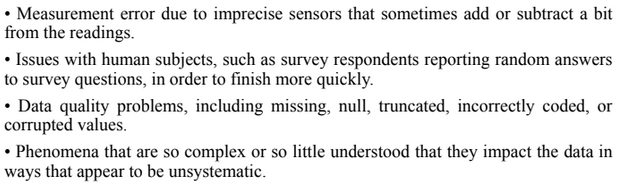 • Measurement error due to imprecise sensors that sometimes add or subtract a bit
from the readings.
• Issues with human subjects, such as survey respondents reporting random answers
to survey questions, in order to finish more quickly.
• Data quality problems, including missing, null, truncated, incorrectly coded, or
corrupted values.
• Phenomena that are so complex or so little understood that they impact the data in
ways that appear to be unsystematic.